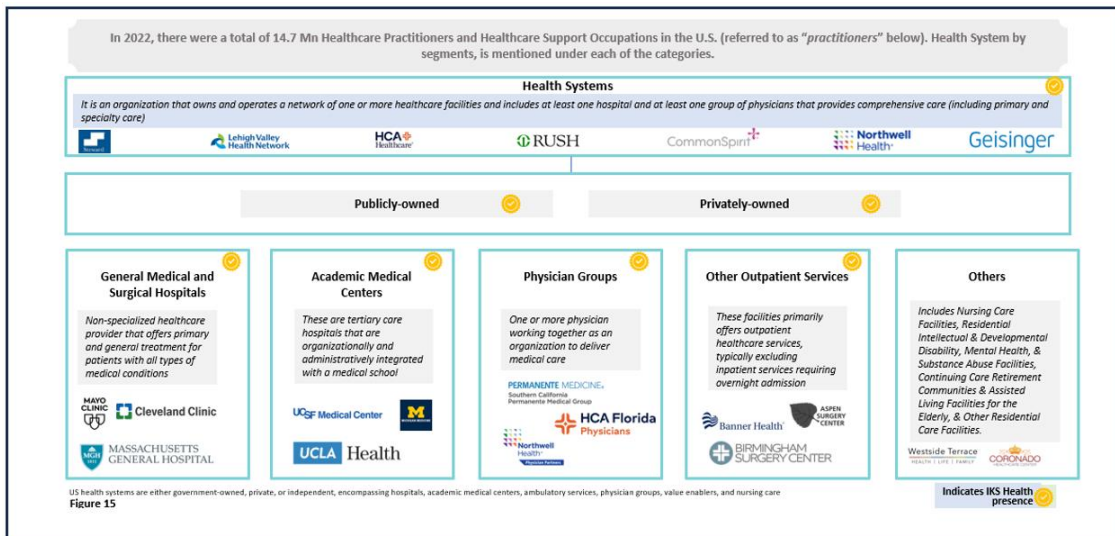 In 2022, there were a total of 14.7 Mn Healthcare Practitioners and Healthcare Support Occupations in the U.S. (referred to as “practitioners” below). Health System by
segments, is mentioned under each of the categories.
Health Systems
It is an organization that owns and operates a network of one or more healthcare facilities and includes at least one hospital and at least one group of physicians that provides comprehensive care (including primary and
specialty care)
Lehigh Valley
Health Network
HCA
Healthcare
RUSH
CommonSpirit
Northwell
Health
Geisinger
Publicly-owned
Privately-owned
General Medical and
Surgical Hospitals
Non-specialized healthcare
provider that offers primary
and general treatment for
patients with all types of
medical conditions
MAYO
CLINIC
Cleveland Clinic
MGH
1811
MASSACHUSETTS
GENERAL HOSPITAL
Academic Medical
Centers
These are tertiary care
hospitals that are
organizationally and
administratively integrated
with a medical school
UCSF Medical Center
M
UCLA Health
Physician Groups
One or more physician
working together as an
organization to deliver
medical care
PERMANENTE MEDICINE®
Southern California
Permanente Medical Group
HCA Florida
Physicians
Northwell
Health
Physician Partners
Other Outpatient Services
These facilities primarily
offers outpatient
healthcare services,
typically excluding
inpatient services requiring
overnight admission
Banner Health
ASPEN
SURGERY
CENTER
BIRMINGHAM
SURGERY CENTER
Others
Includes Nursing Care
Facilities, Residential
Intellectual & Developmental
Disability, Mental Health, &
Substance Abuse Facilities,
Continuing Care Retirement
Communities & Assisted
Living Facilities for the
Elderly, & Other Residential
Care Facilities.
Westside Terrace
HEALTH | LIFE | FAMILY
CORONADO
HEALTHCARE CENTER
US health systems are either government-owned, private, or independent, encompassing hospitals, academic medical centers, ambulatory services, physician groups, value enablers, and nursing care
Figure 15
Indicates IKS Health
presence